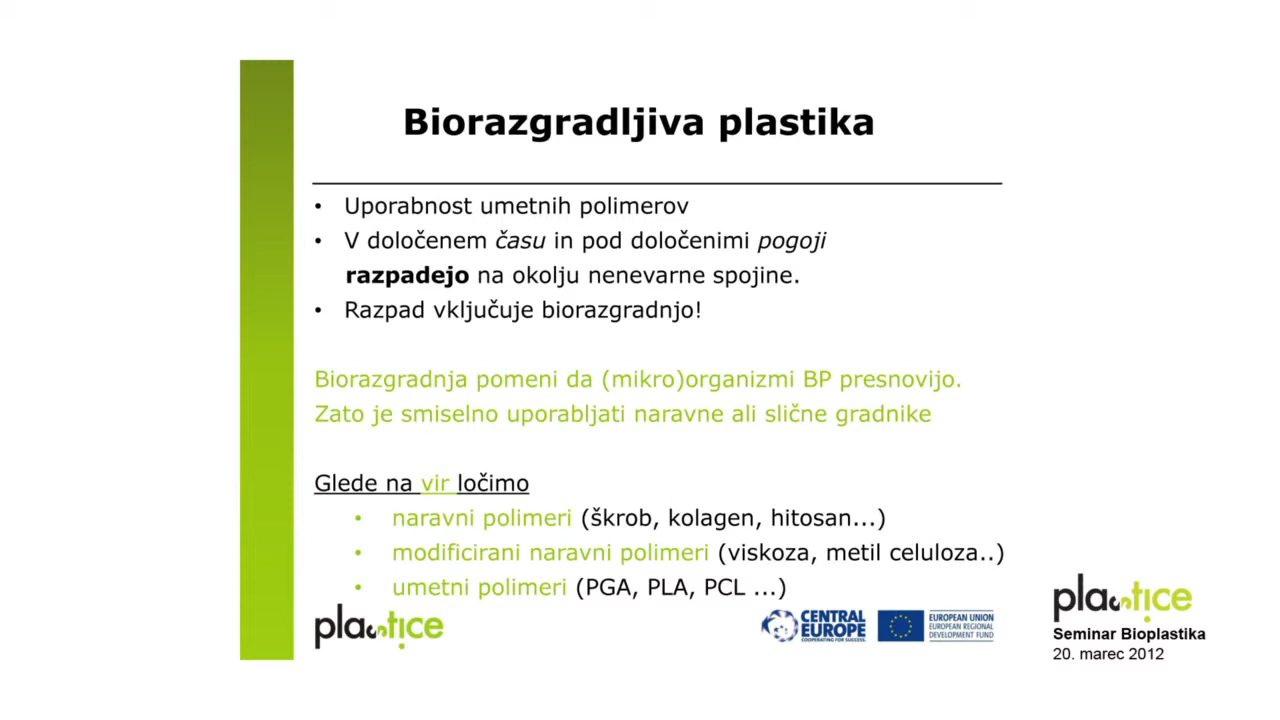 Biorazgradljiva plastika
• Uporabnost umetnih polimerov
• V določenem času in pod določenimi pogoji
razpadejo na okolju nenevarne spojine.
• Razpad vključuje biorazgradnjo!
Biorazgradnja pomeni da (mikro)organizmi BP presnovijo.
Zato je smiselno uporabljati naravne ali slične gradnike
Glede na vir ločimo
• naravni polimeri (škrob, kolagen, hitosan...)
• modificirani naravni polimeri (viskoza, metil celuloza..)
• umetni polimeri (PGA, PLA, PCL ...)
plastice
CENTRAL
EUROPE
COOPERATING FOR SUCCESS.
EUROPEAN UNION
EUROPEAN REGIONAL
DEVELOPMENT FUND
plastice
Seminar Bioplastika
20. marec 2012